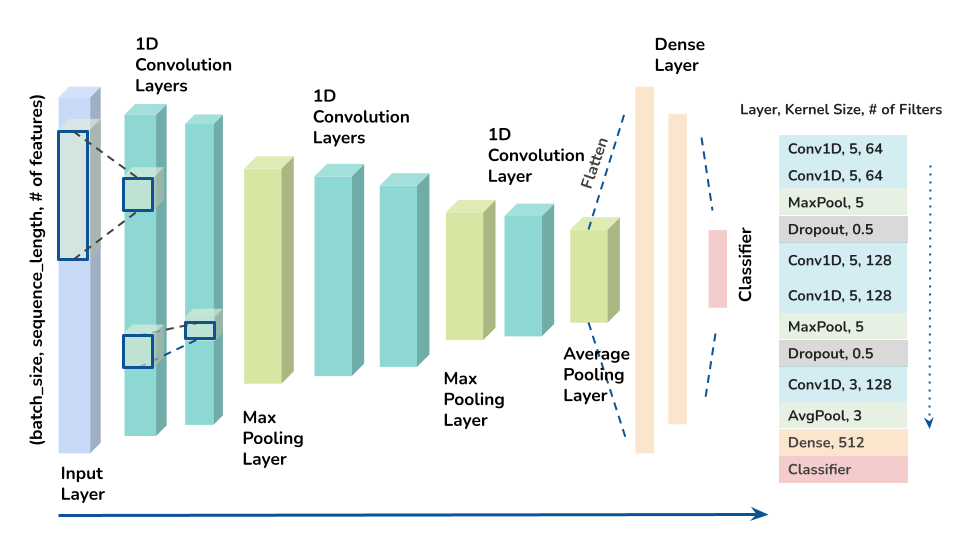 (batch_size, sequence_length, # of features)
Input
Layer
1D
Convolution
Layers
Max
Pooling
Layer
1D
Convolution
Layers
Max
Pooling
Layer
1D
Convolution
Layer
Average
Pooling
Layer
Flatten
Dense
Layer
Classifier
Layer, Kernel Size, # of Filters
Conv1D, 5, 64
Conv1D, 5, 64
MaxPool, 5
Dropout, 0.5
Conv1D, 5, 128
Conv1D, 5, 128
MaxPool, 5
Dropout, 0.5
Conv1D, 3, 128
AvgPool, 3
Dense, 512
Classifier